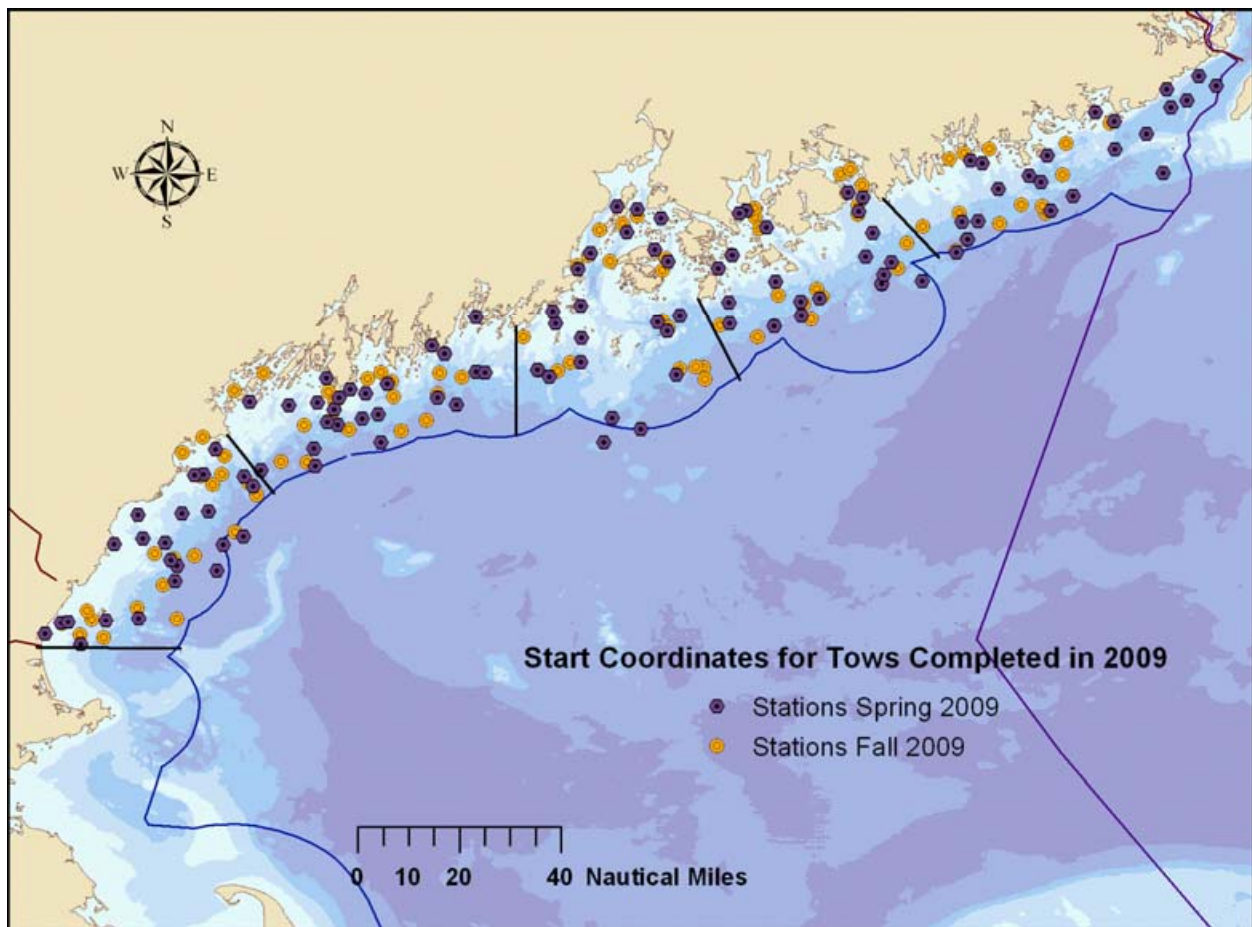 N
W E
S
Start Coordinates for Tows Completed in 2009
Stations Spring 2009
Stations Fall 2009
0 10 20 40 Nautical Miles